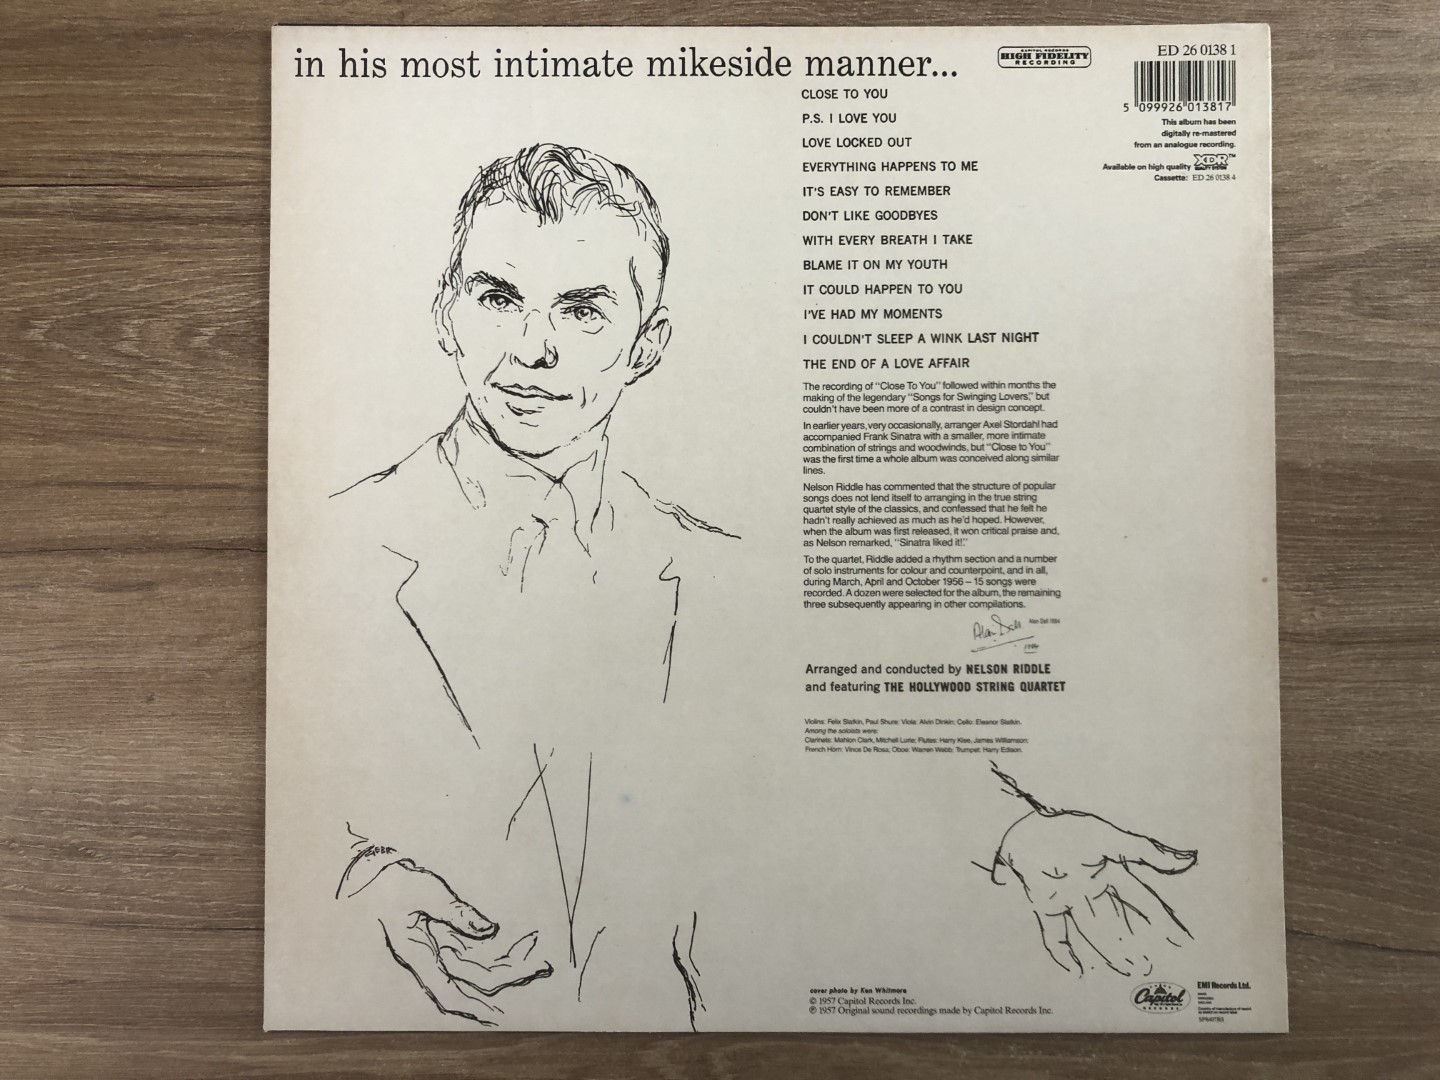 in his most intimate mikeside manner...
CAPITOL RECORDS
HIGH FIDELITY
RECORDING
ED 26 0138 1
5 099926 013817
This album has been
digitally re-mastered
from an analogue recording.
Available on high quality XDR™
Cassette: ED 26 0138 4
CLOSE TO YOU
P.S. I LOVE YOU
LOVE LOCKED OUT
EVERYTHING HAPPENS TO ME
IT'S EASY TO REMEMBER
DON'T LIKE GOODBYES
WITH EVERY BREATH I TAKE
BLAME IT ON MY YOUTH
IT COULD HAPPEN TO YOU
I'VE HAD MY MOMENTS
I COULDN'T SLEEP A WINK LAST NIGHT
THE END OF A LOVE AFFAIR
The recording of "Close To You" followed within months the
making of the legendary "Songs for Swinging Lovers," but
couldn't have been more of a contrast in design concept.
In earlier years, very occasionally, arranger Axel Stordahl had
accompanied Frank Sinatra with a smaller, more intimate
combination of strings and woodwinds, but "Close to You"
was the first time a whole album was conceived along similar
lines.
Nelson Riddle has commented that the structure of popular
songs does not lend itself to arranging in the true string
quartet style of the classics, and confessed that he felt he
hadn't really achieved as much as he'd hoped. However,
when the album was first released, it won critical praise and,
as Nelson remarked, "Sinatra liked it!"
To the quartet, Riddle added a rhythm section and a number
of solo instruments for colour and counterpoint, and in all,
during March, April and October 1956 – 15 songs were
recorded. A dozen were selected for the album, the remaining
three subsequently appearing in other compilations.
Alan Dell Alan Dell 1984
1984
Arranged and conducted by NELSON RIDDLE
and featuring THE HOLLYWOOD STRING QUARTET
Violins: Felix Slatkin, Paul Shure; Viola: Alvin Dinkin; Cello: Eleanor Slatkin.
Among the soloists were:
Clarinets: Mahlon Clark, Mitchell Lurie; Flutes: Harry Klee, James Williamson;
French Horn: Vinos De Rosa; Oboe: Warren Webb; Trumpet: Harry Edison.
GEER
cover photo by Ken Whitmore
© 1957 Capitol Records Inc.
℗ 1957 Original sound recordings made by Capitol Records Inc.
Capitol
RECORDS
EMI Records Ltd.